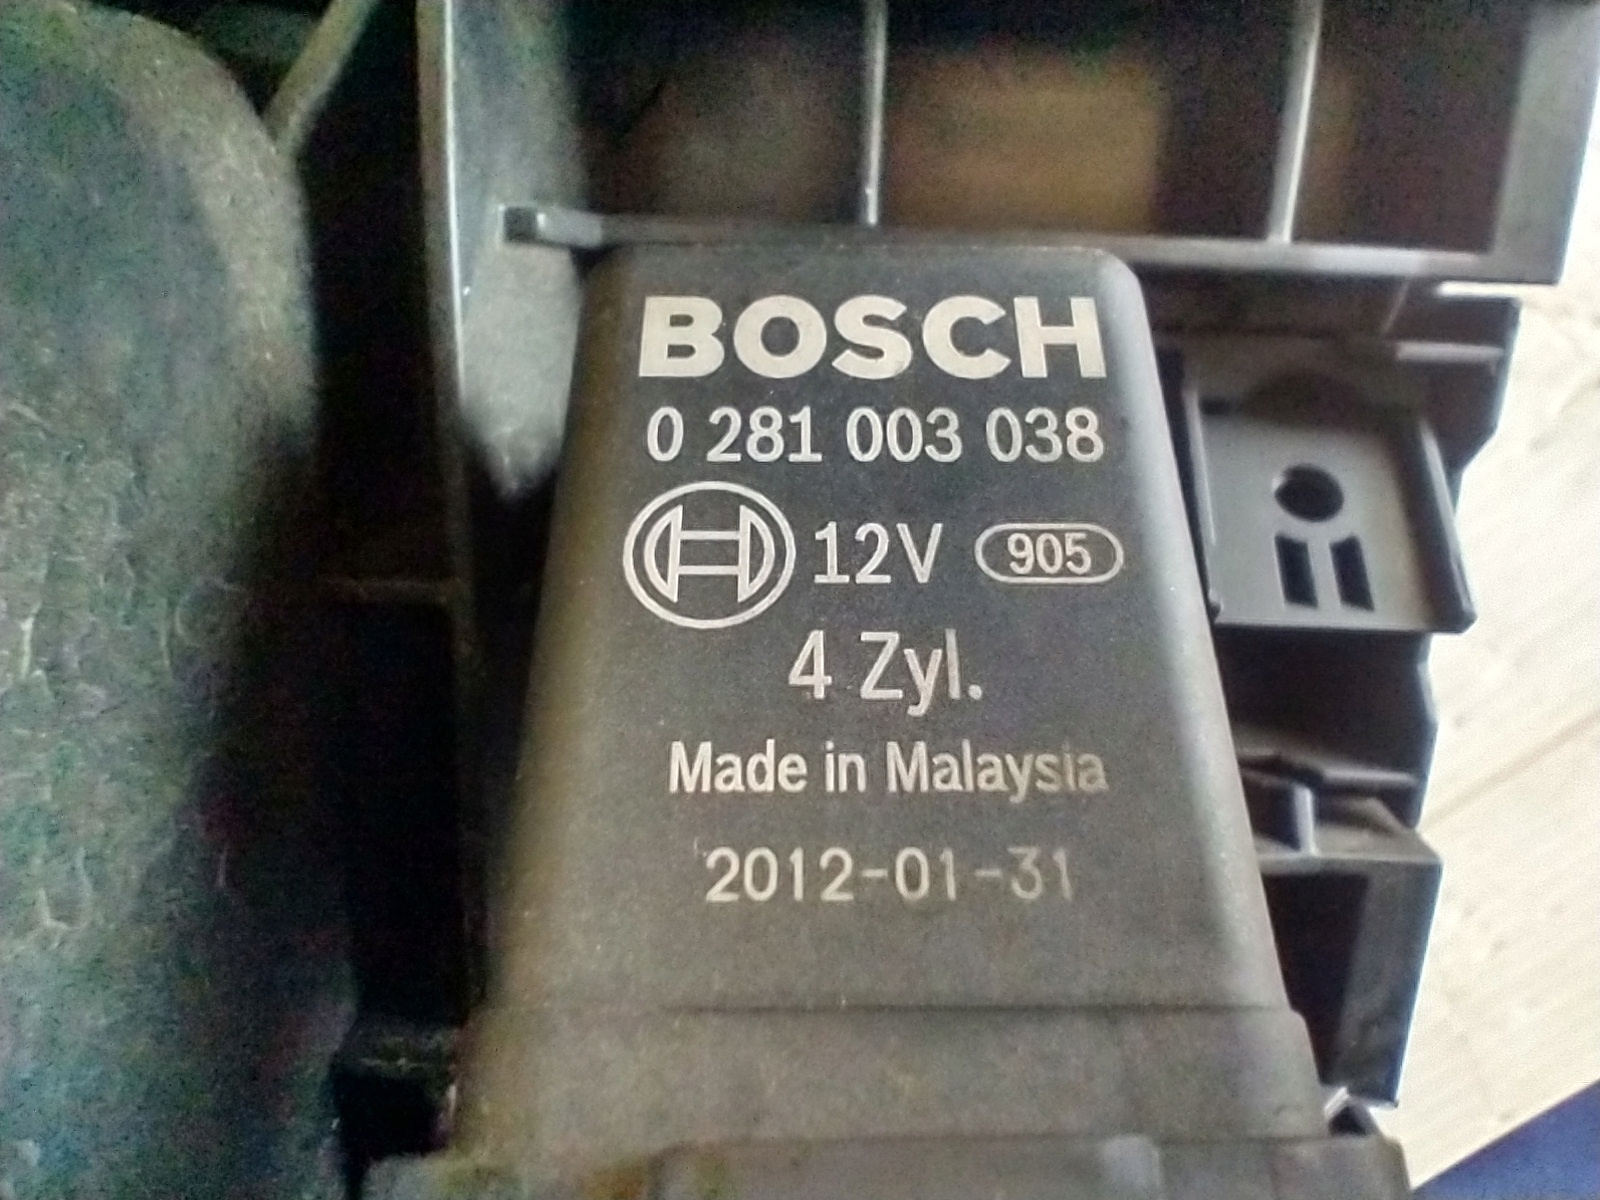 BOSCH
0 281 003 038
12V 905
4 Zyl.
Made in Malaysia
2012-01-31